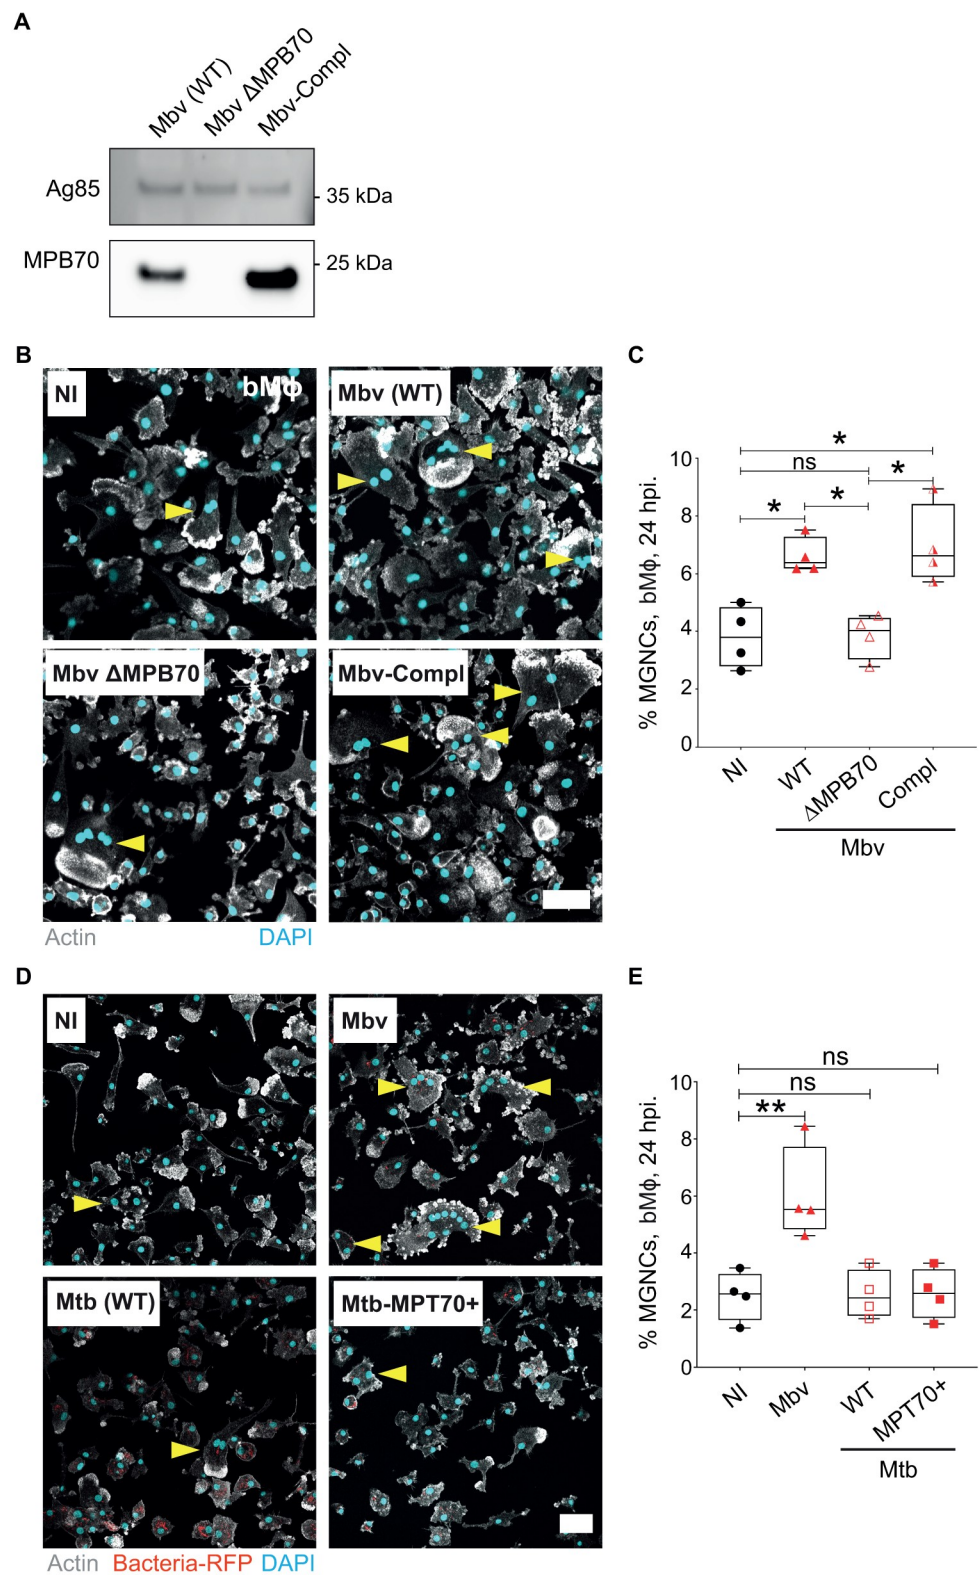 A
Mbv (WT)
Mbv ΔMPB70
Mbv-Compl
Ag85
35 kDa
MPB70
25 kDa
B
NI
bMϕ
Mbv (WT)
Mbv ΔMPB70
Mbv-Compl
Actin
DAPI
C
% MGNCs, bMϕ, 24 hpi.
10
8
6
4
2
0
*
ns
*
*
*
NI
WT
ΔMPB70
Compl
Mbv
D
NI
Mbv
Mtb (WT)
Mtb-MPT70+
Actin Bacteria-RFP DAPI
E
% MGNCs, bMϕ, 24 hpi.
10
8
6
4
2
0
ns
ns
**
NI
Mbv
WT
MPT70+
Mtb